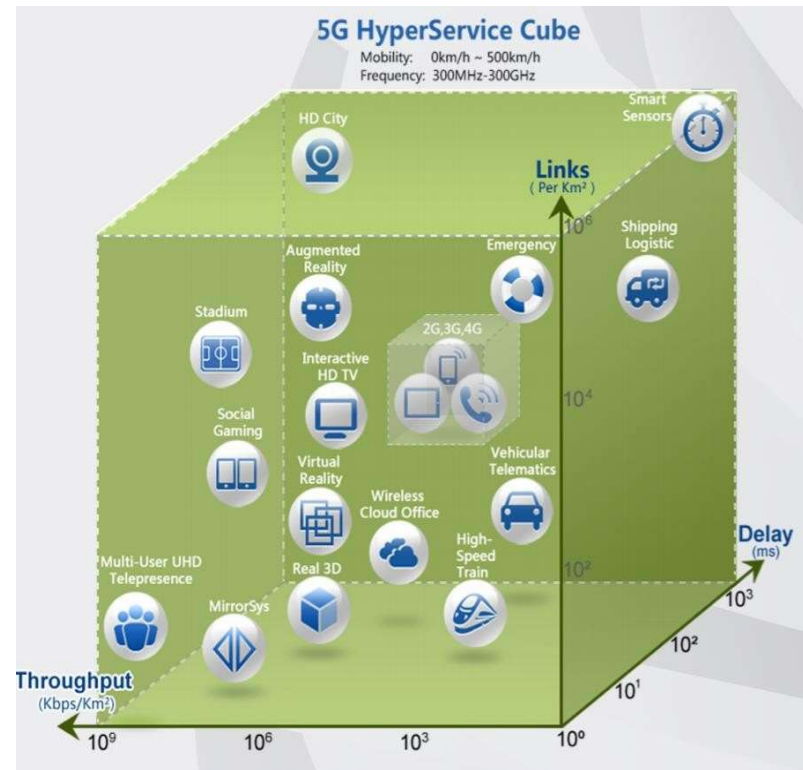 5G HyperService Cube
Mobility: 0km/h ~ 500km/h
Frequency: 300MHz-300GHz
Smart
Sensors
HD City
Links
( Per Km² )
10⁶
Shipping
Logistic
Emergency
Augmented
Reality
Stadium
2G,3G,4G
Interactive
HD TV
10⁴
Social
Gaming
Vehicular
Telematics
Virtual
Reality
Wireless
Cloud Office
High-
Speed
Train
Delay
(ms)
Multi-User UHD
Telepresence
Real 3D
10²
MirrorSys
10³
10²
10¹
Throughput
(Kbps/Km²)
10⁹
10⁶
10³
10⁰